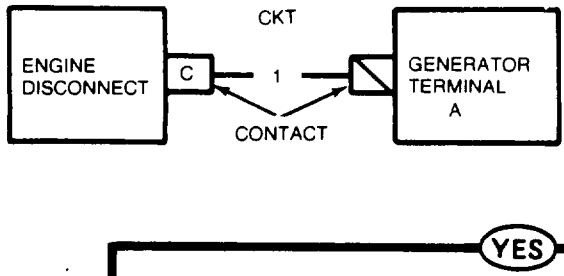 CKT
ENGINE
DISCONNECT
C
1
GENERATOR
TERMINAL
A
CONTACT
YES